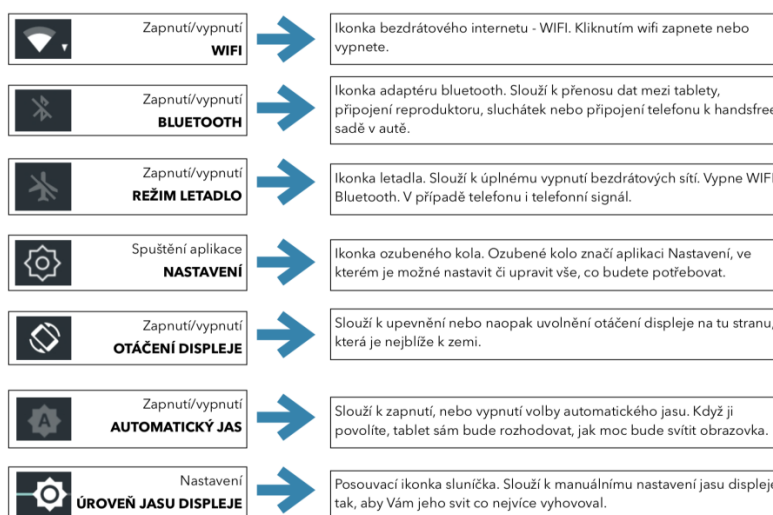 Zapnutí/vypnutí
WIFI
Ikonka bezdrátového internetu - WIFI. Kliknutím wifi zapnete nebo
vypnete.
Zapnutí/vypnutí
BLUETOOTH
Ikonka adaptéru bluetooth. Slouží k přenosu dat mezi tablety,
připojení reproduktoru, sluchátek nebo připojení telefonu k handsfree
sadě v autě.
Zapnutí/vypnutí
REŽIM LETADLO
Ikonka letadla. Slouží k úplnému vypnutí bezdrátových sítí. Vypne WIFI
Bluetooth. V případě telefonu i telefonní signál.
Spuštění aplikace
NASTAVENÍ
Ikonka ozubeného kola. Ozubené kolo značí aplikaci Nastavení, ve
kterém je možné nastavit či upravit vše, co budete potřebovat.
Zapnutí/vypnutí
OTÁČENÍ DISPLEJE
Slouží k upevnění nebo naopak uvolnění otáčení displeje na tu stranu,
která je nejblíže k zemi.
A
Zapnutí/vypnutí
AUTOMATICKÝ JAS
Slouží k zapnutí, nebo vypnutí volby automatického jasu. Když ji
povolíte, tablet sám bude rozhodovat, jak moc bude svítit obrazovka.
Nastavení
ÚROVEŇ JASU DISPLEJE
Posouvací ikonka sluníčka. Slouží k manuálnímu nastavení jasu displeje
tak, aby Vám jeho svit co nejvíce vyhovoval.